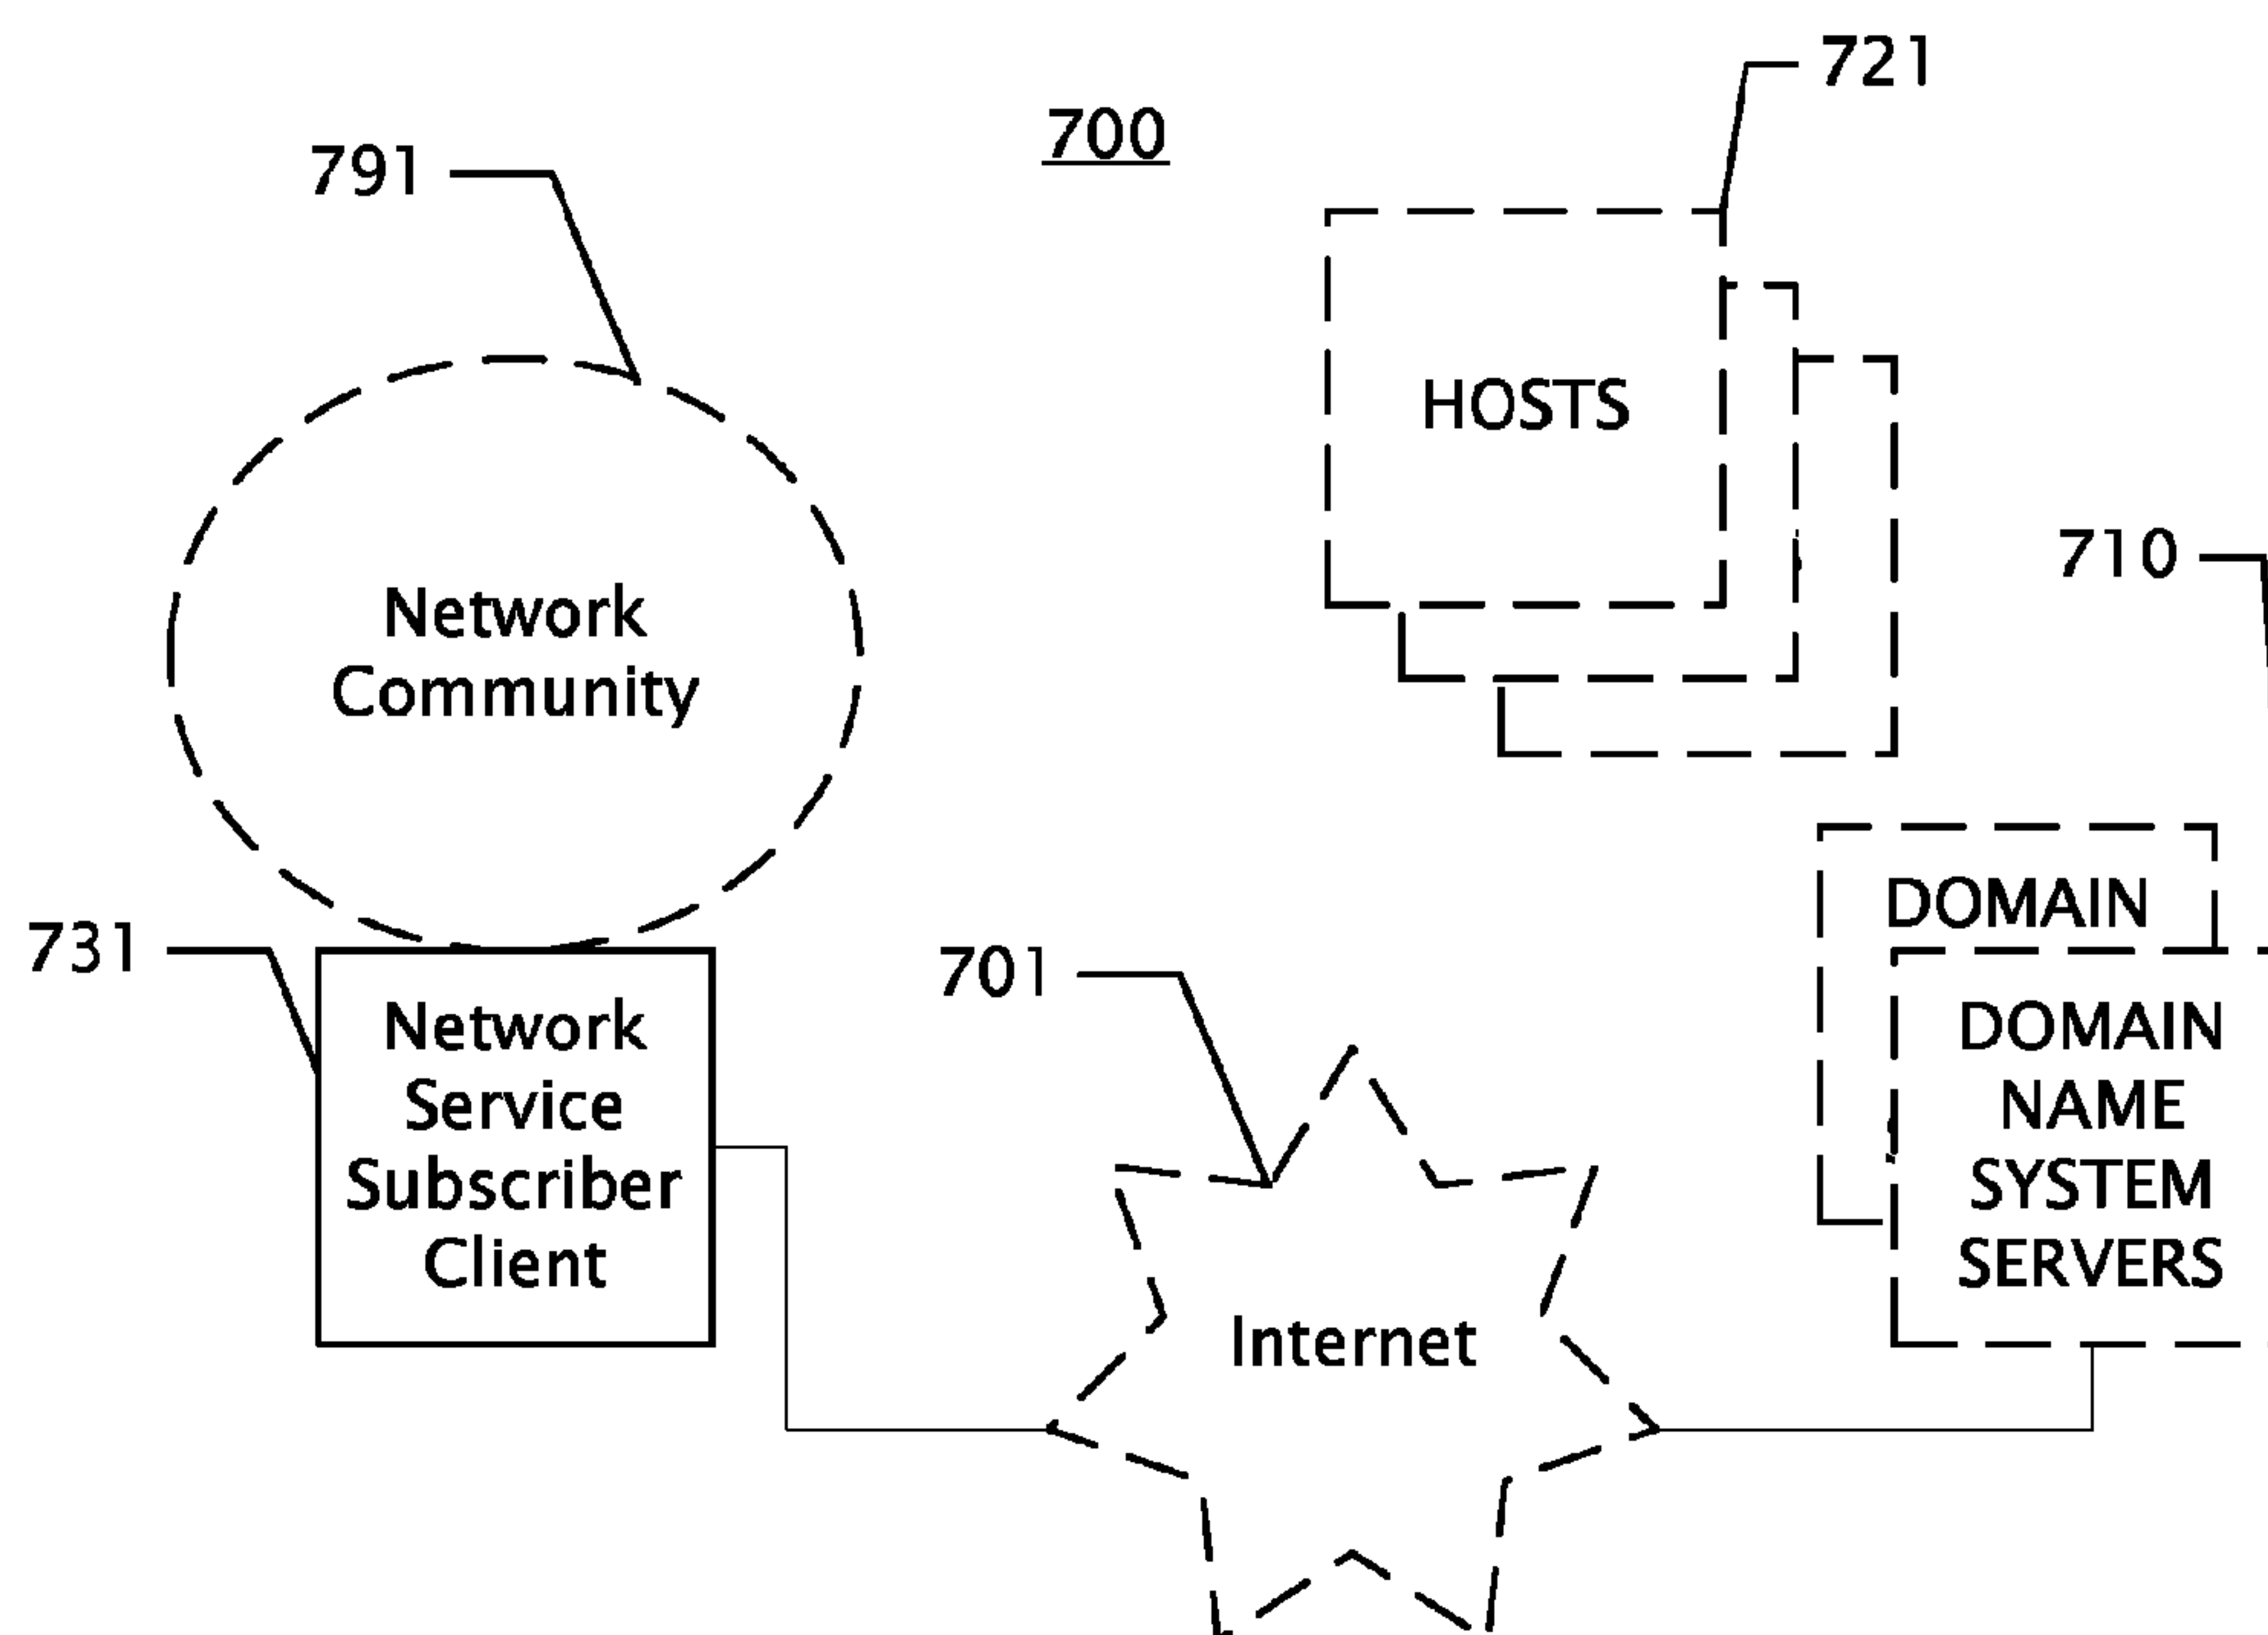 721
700
791
HOSTS
710
Network
Community
DOMAIN
731
701
Network
Service
Subscriber
Client
DOMAIN
NAME
SYSTEM
SERVERS
Internet